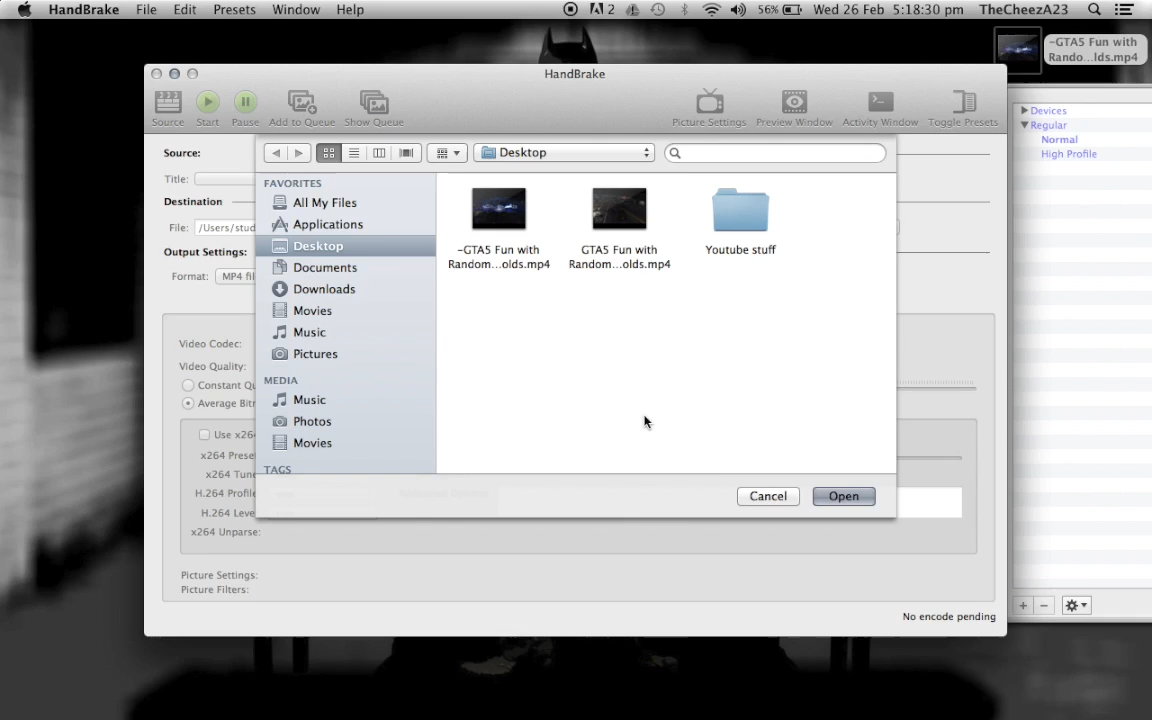 HandBrake File Edit Presets Window Help 2 56% Wed 26 Feb 5:18:30 pm TheCheezA23
-GTA5 Fun with
Rando...lds.mp4
HandBrake
Source Start Pause Add to Queue Show Queue Picture Settings Preview Window Activity Window Toggle Presets
Devices
Regular
Normal
High Profile
Source:
Desktop
Title:
Destination
File: /Users/stud
Output Settings:
Format: MP4 fil
FAVORITES
All My Files
Applications
Desktop
Documents
Downloads
Movies
Music
Pictures
MEDIA
Music
Photos
Movies
TAGS
-GTA5 Fun with
Random...olds.mp4
GTA5 Fun with
Random...olds.mp4
Youtube stuff
Video Codec:
Video Quality:
Constant Qu
Average Bitr
Use x26
x264 Prese
x264 Tune
H.264 Profile
H.264 Leve
x264 Unparse:
Cancel Open
Picture Settings:
Picture Filters:
No encode pending